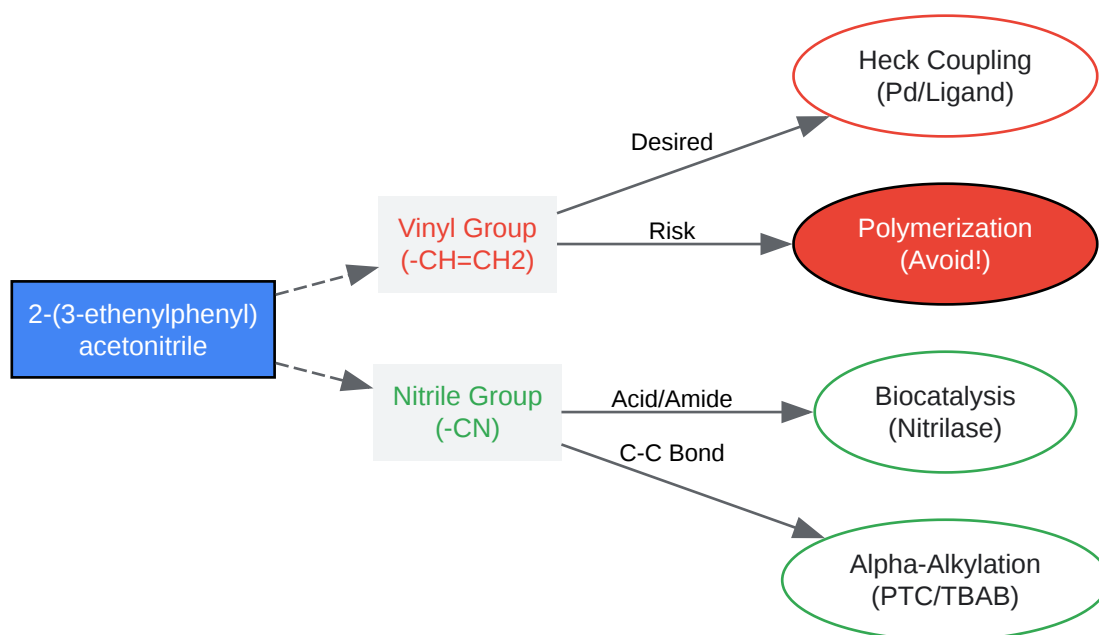 Heck Coupling
(Pd/Ligand)
Desired
Vinyl Group
(-CH=CH2)
Risk
Polymerization
(Avoid!)
2-(3-ethenylphenyl)
acetonitrile
Nitrile Group
(-CN)
Acid/Amide
Biocatalysis
(Nitrilase)
C-C Bond
Alpha-Alkylation
(PTC/TBAB)